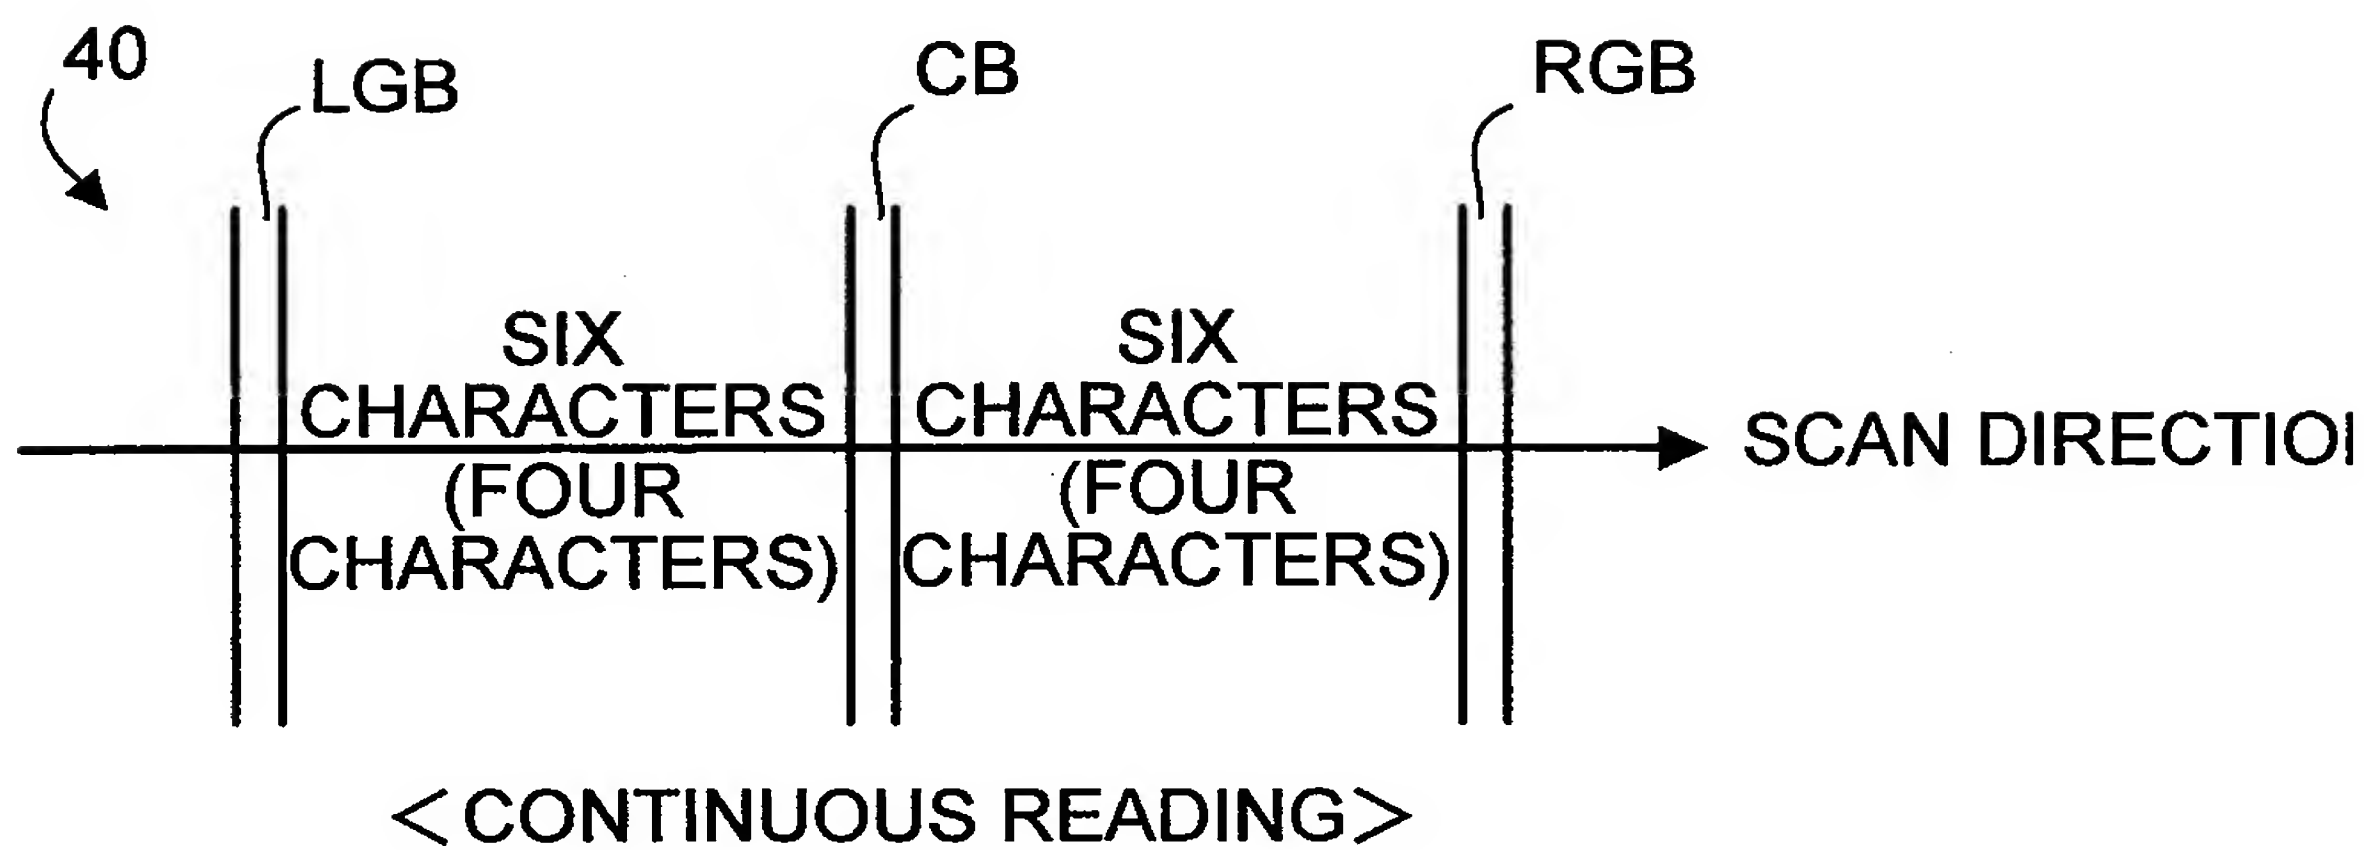 40
LGB
CB
RGB
SIX
CHARACTERS
(FOUR
CHARACTERS)
SIX
CHARACTERS
(FOUR
CHARACTERS)
SCAN DIRECTIO
<CONTINUOUS READING>